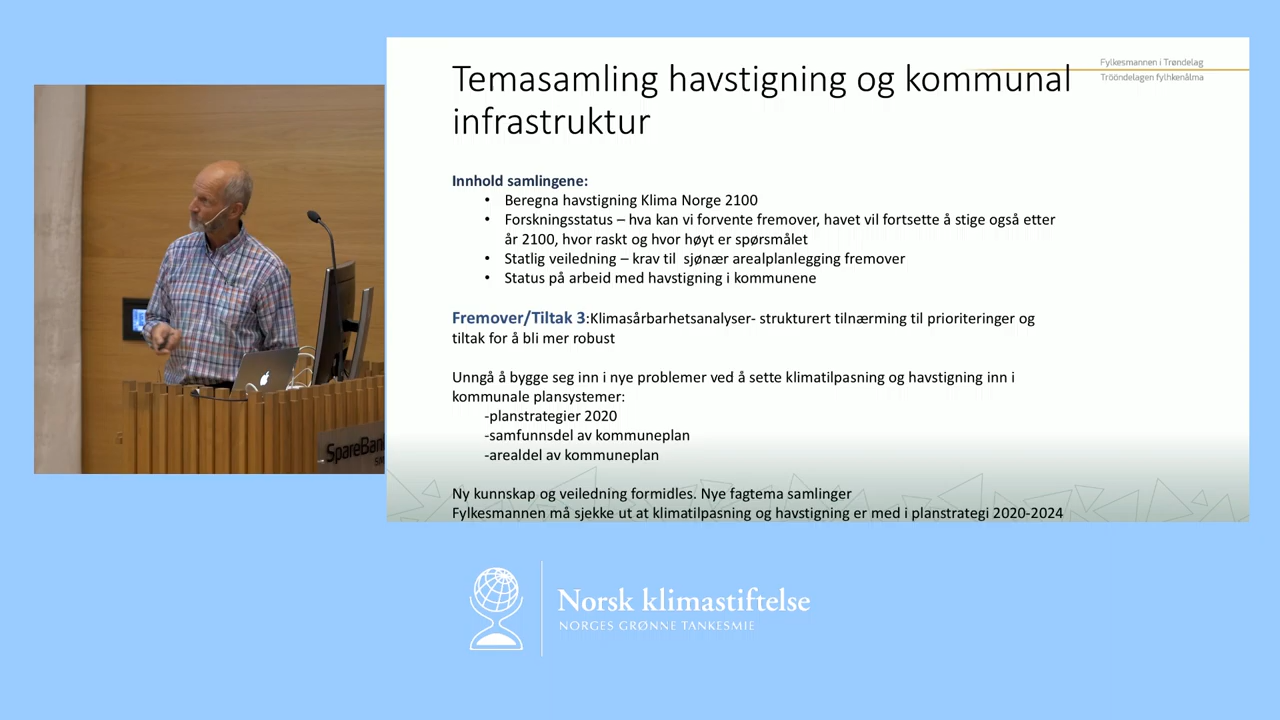 Fylkesmannen i Trøndelag
Trööndelagen fylhkenålma
Temasamling havstigning og kommunal
infrastruktur
Innhold samlingene:
• Beregna havstigning Klima Norge 2100
• Forskningsstatus – hva kan vi forvente fremover, havet vil fortsette å stige også etter
år 2100, hvor raskt og hvor høyt er spørsmålet
• Statlig veiledning – krav til  sjønær arealplanlegging fremover
• Status på arbeid med havstigning i kommunene
Fremover/Tiltak 3:Klimasårbarhetsanalyser- strukturert tilnærming til prioriteringer og
tiltak for å bli mer robust
Unngå å bygge seg inn i nye problemer ved å sette klimatilpasning og havstigning inn i
kommunale plansystemer:
-planstrategier 2020
-samfunnsdel av kommuneplan
-arealdel av kommuneplan
Ny kunnskap og veiledning formidles. Nye fagtema samlinger
Fylkesmannen må sjekke ut at klimatilpasning og havstigning er med i planstrategi 2020-2024
SpareBan
Norsk klimastiftelse
NORGES GRØNNE TANKESMIE